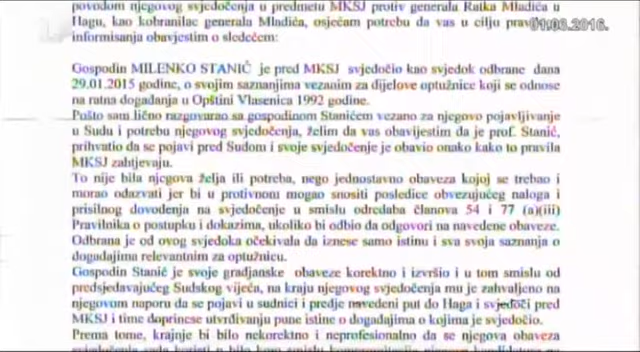 povodom njegovog svjedočenja u predmetu MKSJ protiv generala Ratka Mladića u
Hagu, kao kobranilac generala Mladića, osjećam potrebu da vas u cilju
01.08.2016.
informisanja obavjestim o sledećem:
Gospodin MILENKO STANIĆ je pred MKSJ svjedočio kao svjedok odbrane dana
29.01.2015 godine, o svojim saznanjima vezanim za dijelove optužnice koji se odnose
na ratna događanja u Opštini Vlasenica 1992 godine.
Pošto sam lično razgovarao sa gospodinom Stanićem vezano za njegovo pojavljivanje
u Sudu i potrebu njegovog svjedočenja, želim da vas obavijestim da je prof. Stanić,
prihvatio da se pojavi pred Sudom i svoje svjedočenje je obavio onako kako to pravila
MKSJ zahtjevaju.
To nije bila njegova želja ili potreba, nego jednostavno obaveza kojoj se trebao i
morao odazvati jer bi u protivnom mogao snositi posledice obvezujućeg naloga i
prisilnog dovođenja na svjedočenje u smislu odredaba članova 54 i 77 (a)(iii)
Pravilnika o postupku i dokazima, ukoliko bi odbio da odgovori na navedene obaveze.
Odbrana je od ovog svjedoka očekivala da iznese samo istinu i sva svoja saznanja o
događajima relevantnim za optužnicu.
Gospodin Stanić je svoje gradjanske obaveze korektno i izvršio i u tom smislu od
predsjedavajućeg Sudskog vijeća, na kraju njegovog svjedočenja mu je zahvaljeno na
njegovom naporu da se pojavi u sudnici i predje navedeni put do Haga i svjedoči pred
MKSJ i time doprinese utvrđivanju pune istine o događajima o kojima je svjedočio.
Prema tome, krajnje bi bilo nekorektno i neprofesionalno da se njegova obaveza